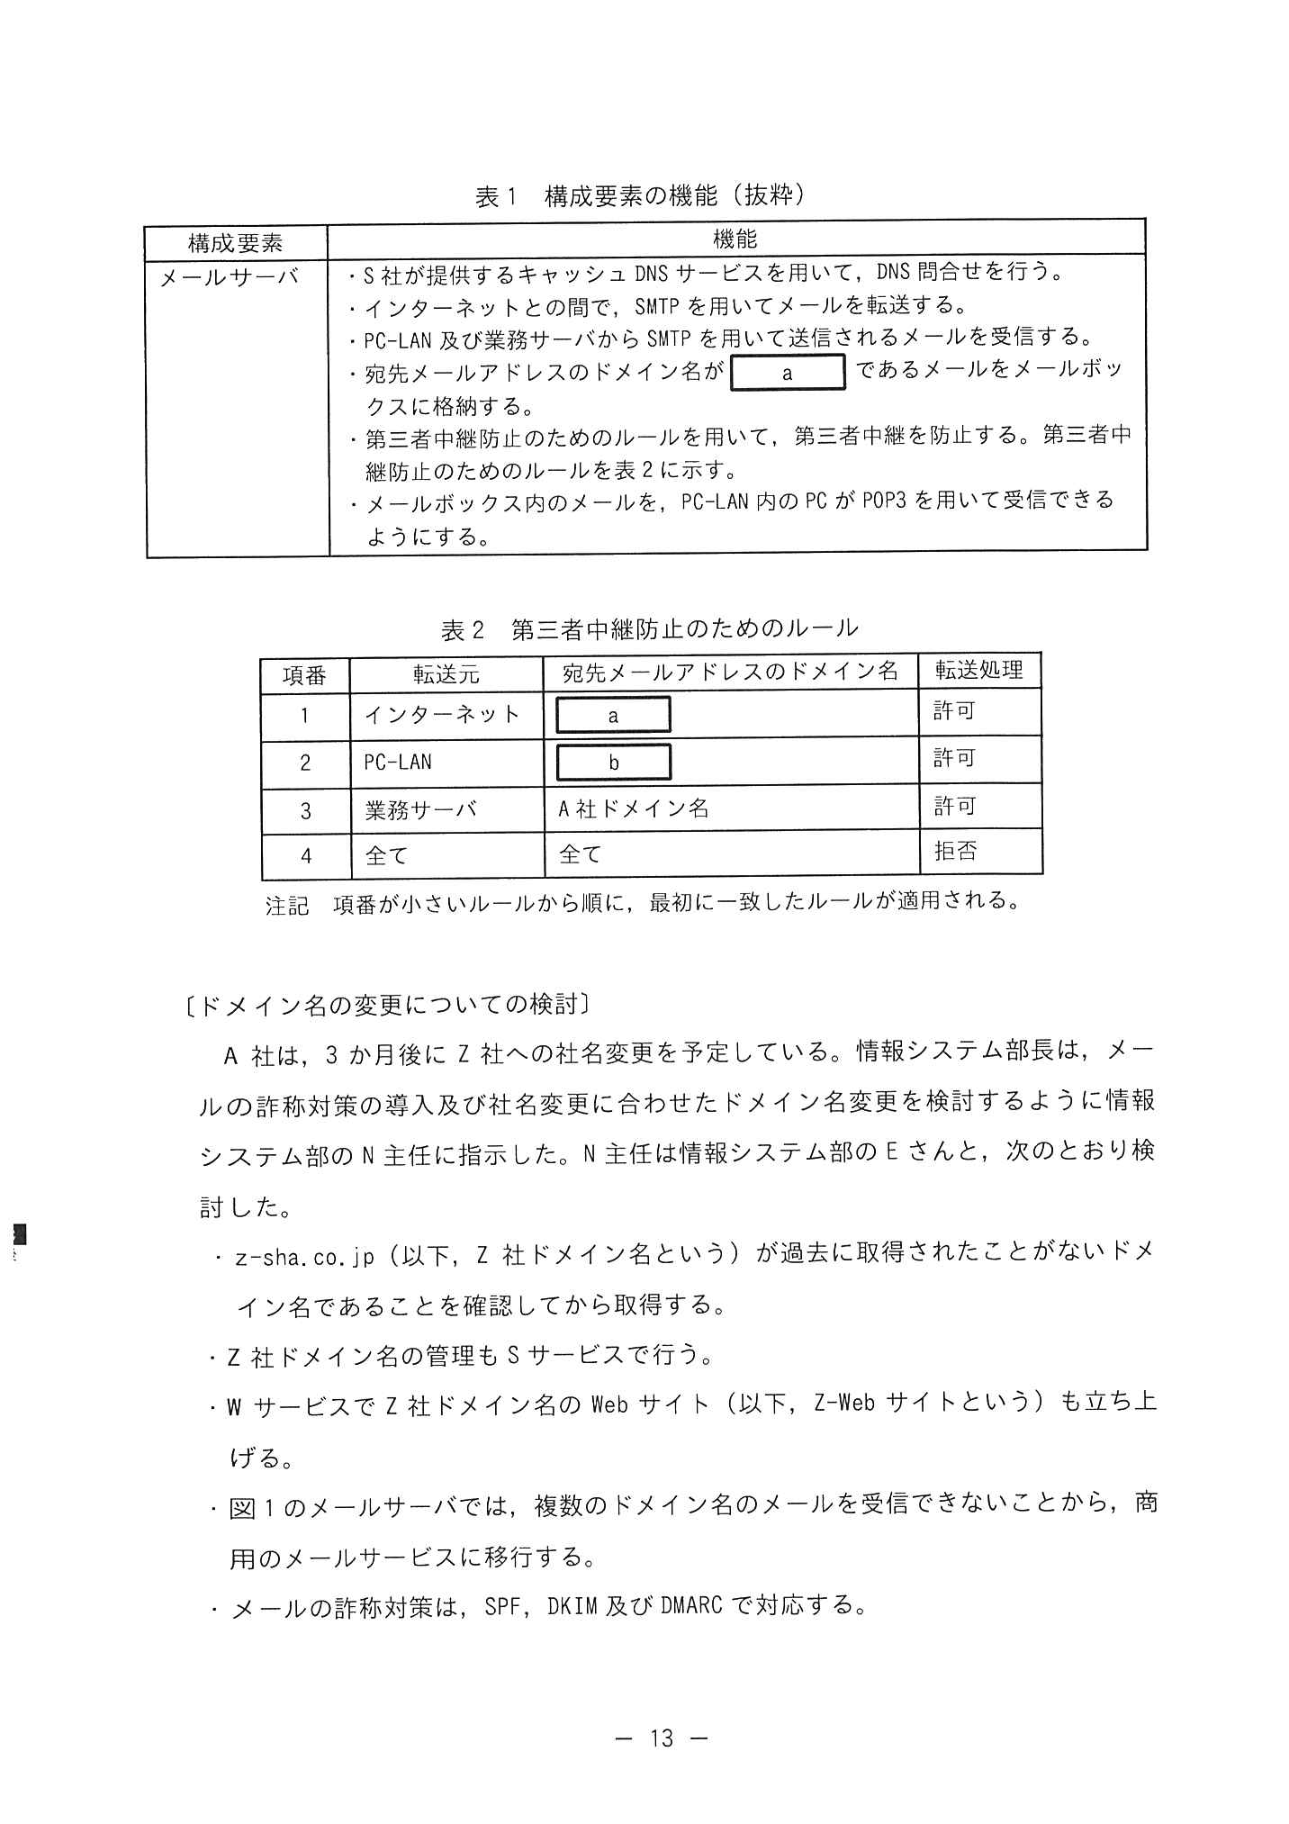 表1 構成要素の機能（抜粋）
構成要素 機能
メールサーバ ・S社が提供するキャッシュDNSサービスを用いて，DNS問合せを行う。
・インターネットとの間で，SMTPを用いてメールを転送する。
・PC-LAN及び業務サーバからSMTPを用いて送信されるメールを受信する。
・宛先メールアドレスのドメイン名が a であるメールをメールボッ
クスに格納する。
・第三者中継防止のためのルールを用いて，第三者中継を防止する。第三者中
継防止のためのルールを表2に示す。
・メールボックス内のメールを，PC-LAN内のPCがPOP3を用いて受信できる
ようにする。
表2 第三者中継防止のためのルール
項番 転送元 宛先メールアドレスのドメイン名 転送処理
1 インターネット a 許可
2 PC-LAN b 許可
3 業務サーバ A社ドメイン名 許可
4 全て 全て 拒否
注記 項番が小さいルールから順に，最初に一致したルールが適用される。
〔ドメイン名の変更についての検討〕
A社は，3か月後にZ社への社名変更を予定している。情報システム部長は，メー
ルの詐称対策の導入及び社名変更に合わせたドメイン名変更を検討するように情報
システム部のN主任に指示した。N主任は情報システム部のEさんと，次のとおり検
討した。
・z-sha.co.jp（以下，Z社ドメイン名という）が過去に取得されたことがないドメ
イン名であることを確認してから取得する。
・Z社ドメイン名の管理もSサービスで行う。
・WサービスでZ社ドメイン名のWebサイト（以下，Z-Webサイトという）も立ち上
げる。
・図1のメールサーバでは，複数のドメイン名のメールを受信できないことから，商
用のメールサービスに移行する。
・メールの詐称対策は，SPF，DKIM及びDMARCで対応する。
－ 13 －